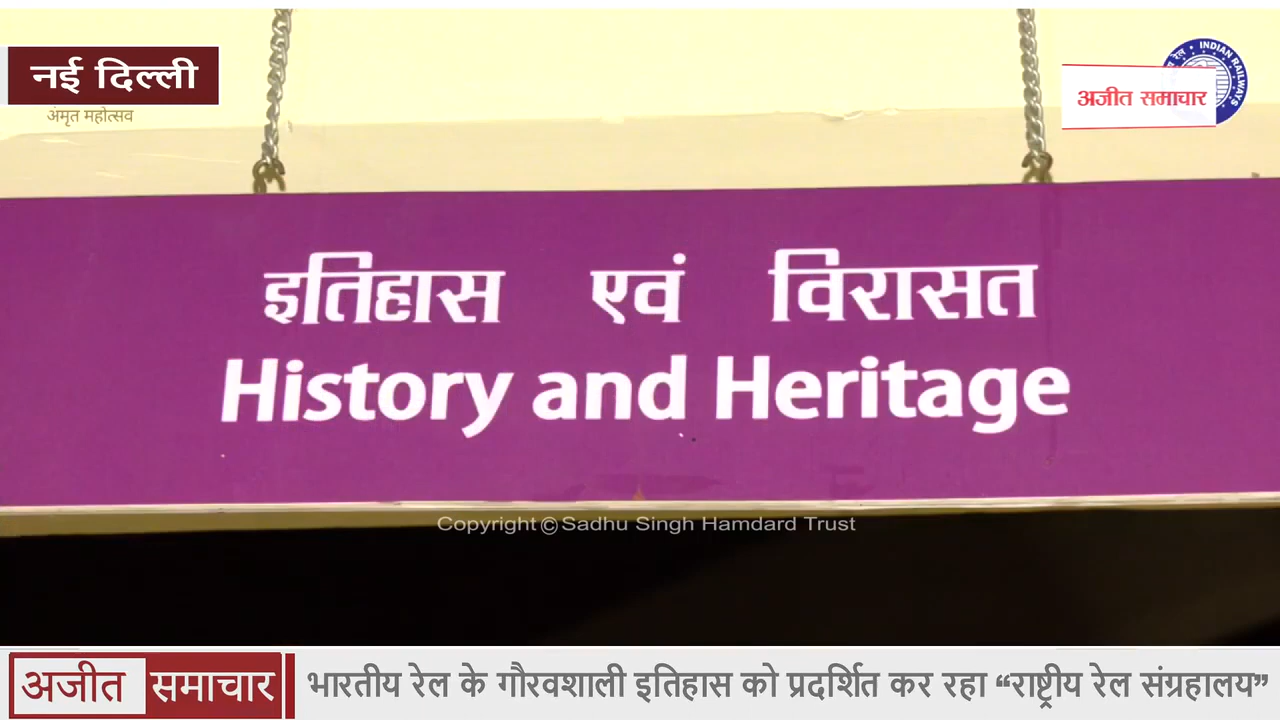 नई दिल्ली
अमृत महोत्सव
INDIAN RAILWAYS
अजीत समाचार
इतिहास एवं विरासत
History and Heritage
Copyright © Sadhu Singh Hamdard Trust
अजीत समाचार
भारतीय रेल के गौरवशाली इतिहास को प्रदर्शित कर रहा “राष्ट्रीय रेल संग्रहालय”